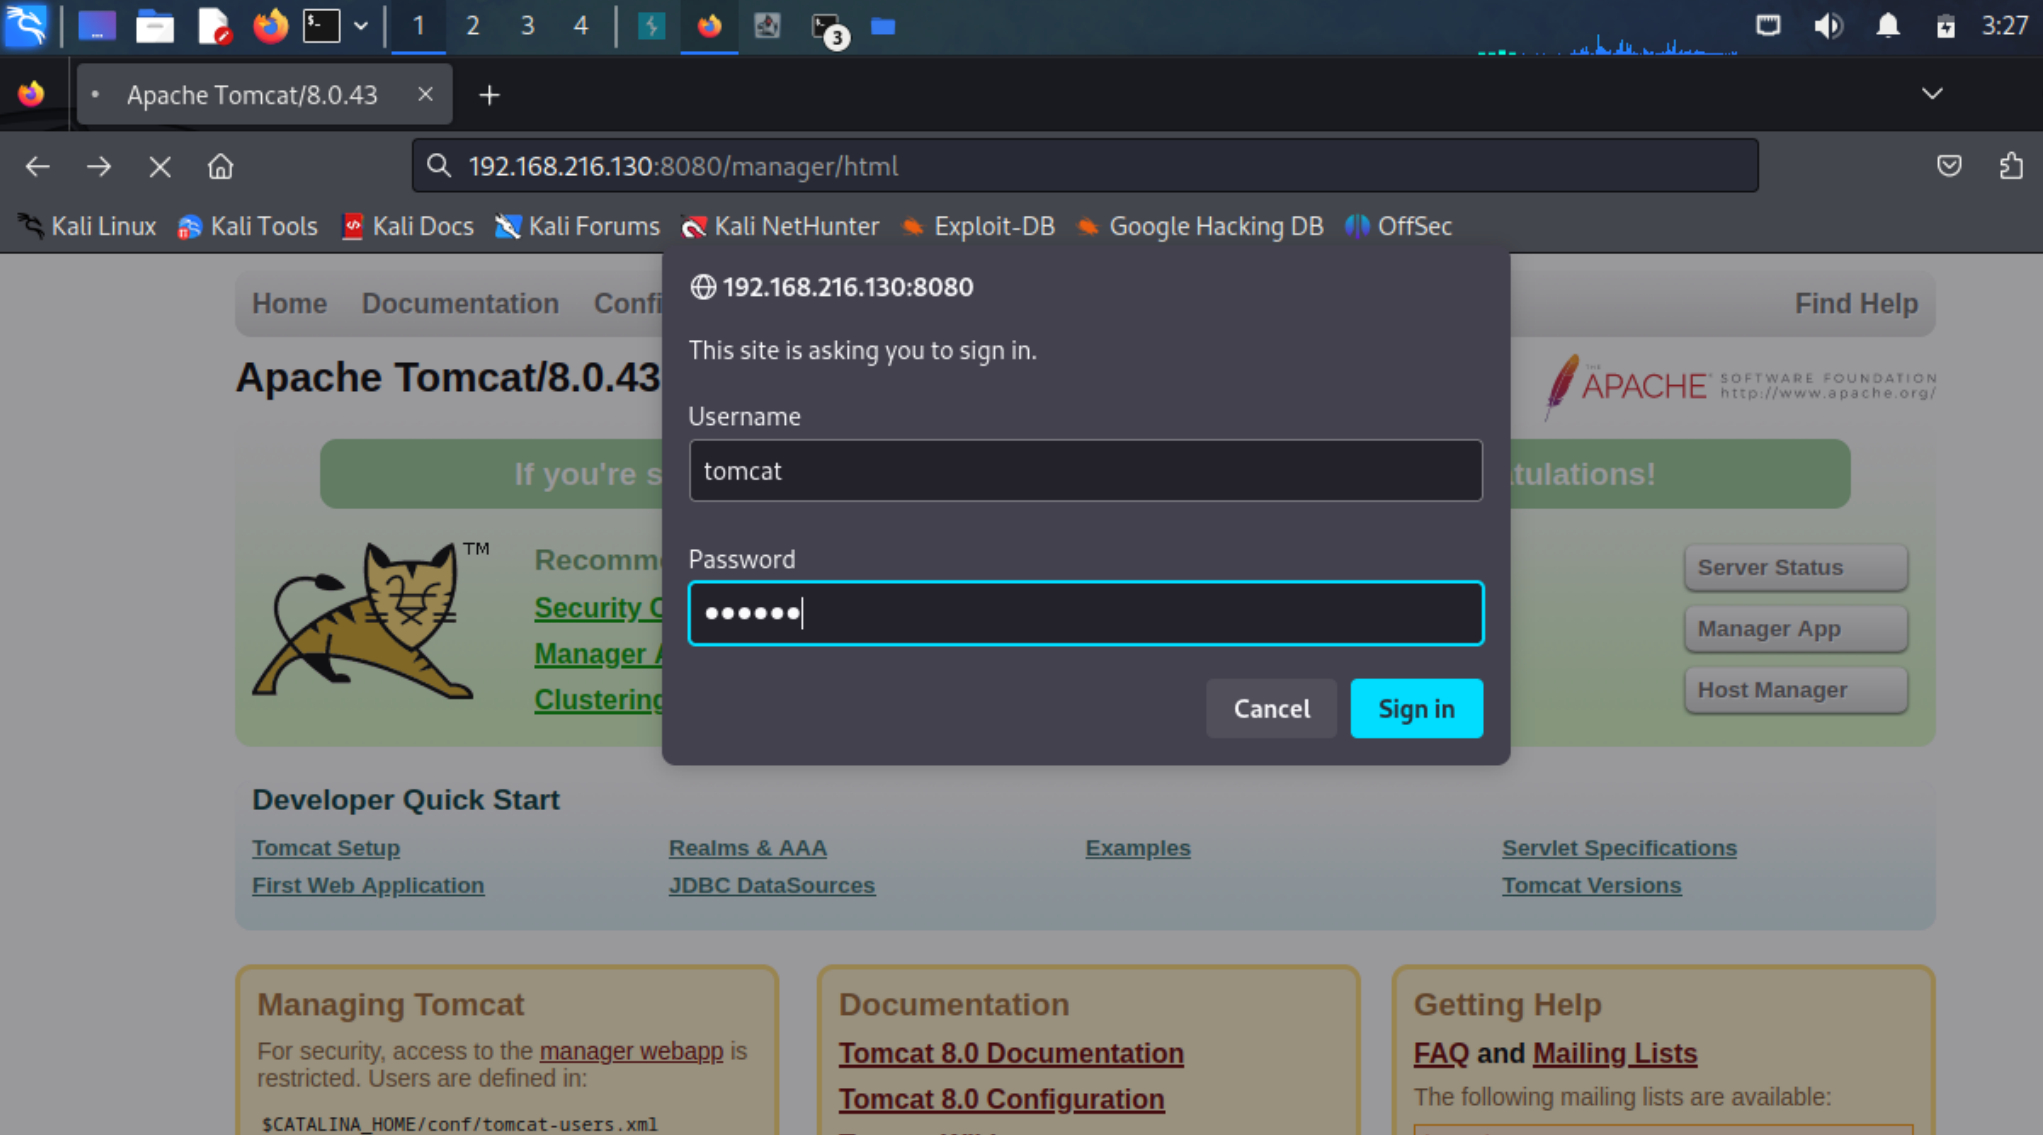 1 2 3 4 3 3:27
Apache Tomcat/8.0.43
192.168.216.130:8080/manager/html
Kali Linux Kali Tools Kali Docs Kali Forums Kali NetHunter Exploit-DB Google Hacking DB OffSec
192.168.216.130:8080
This site is asking you to sign in.
Username
tomcat
Password
••••••
Cancel Sign in
Home Documentation Confi Find Help
Apache Tomcat/8.0.43
THE APACHE SOFTWARE FOUNDATION
http://www.apache.org/
If you're s tulations!
TM
Recomm
Security
Manager
Clustering
Server Status
Manager App
Host Manager
Developer Quick Start
Tomcat Setup Realms & AAA Examples Servlet Specifications
First Web Application JDBC DataSources Tomcat Versions
Managing Tomcat
For security, access to the manager webapp is
restricted. Users are defined in:
$CATALINA_HOME/conf/tomcat-users.xml
Documentation
Tomcat 8.0 Documentation
Tomcat 8.0 Configuration
Getting Help
FAQ and Mailing Lists
The following mailing lists are available: